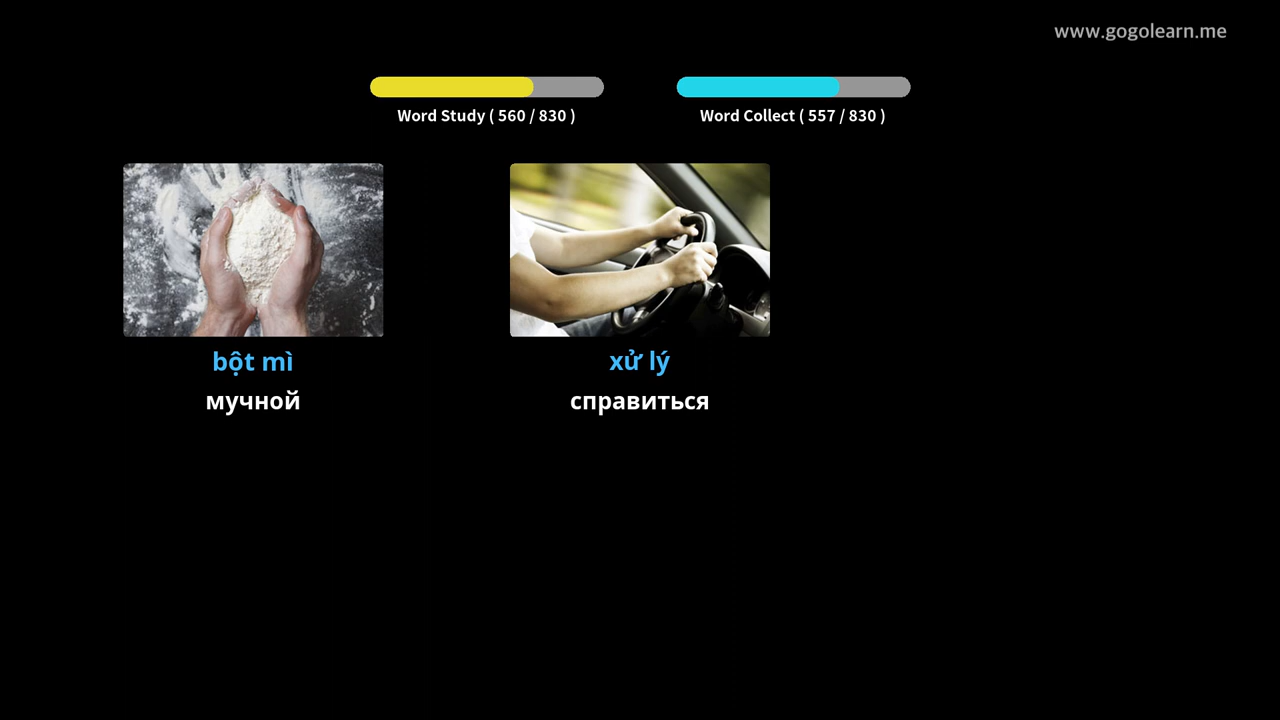 www.gogolearn.me
Word Study ( 560 / 830 )
Word Collect ( 557 / 830 )
bột mì
мучной
xử lý
справиться